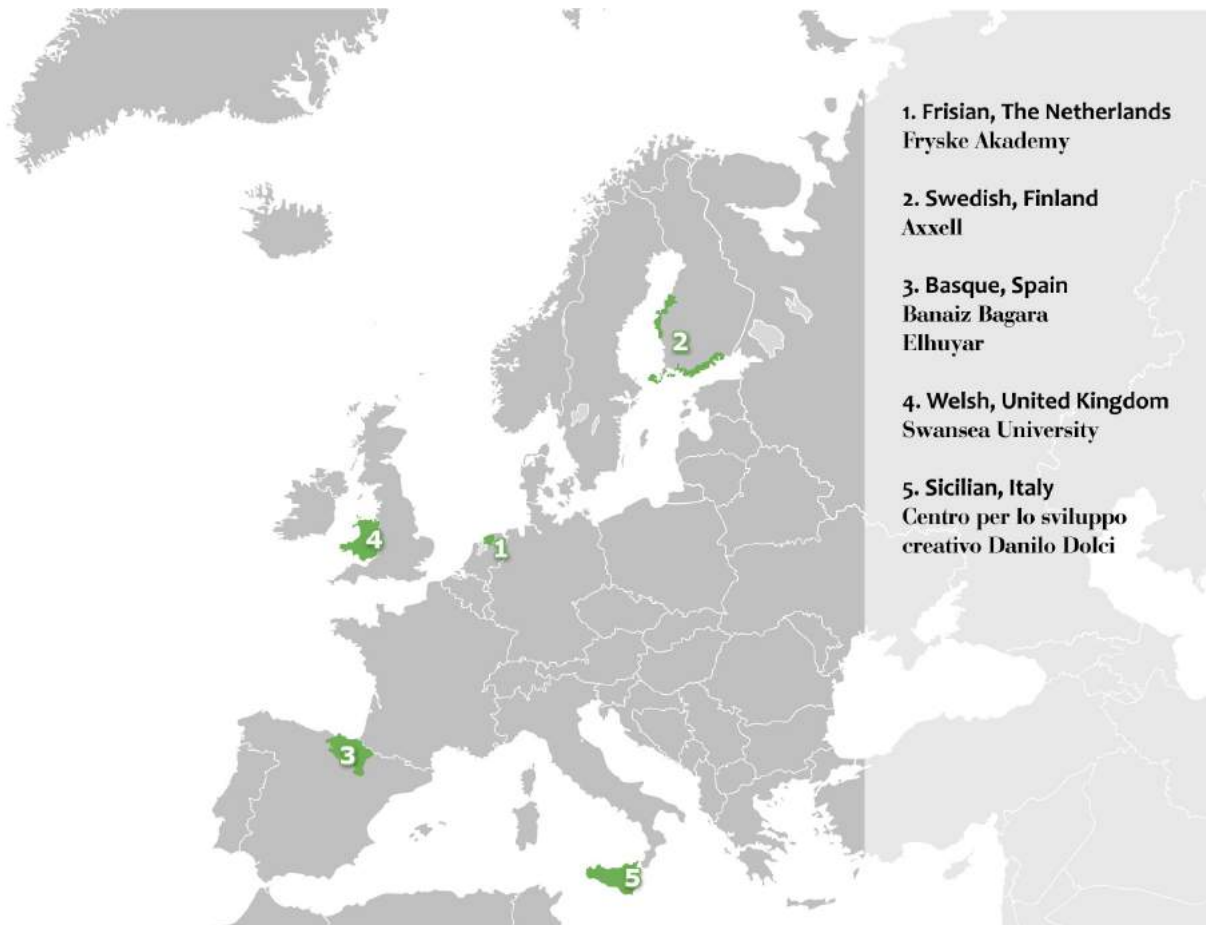 1. Frisian, The Netherlands
Fryske Akademy
2. Swedish, Finland
Axxell
3. Basque, Spain
Banaiz Bagara
Elhuyar
4. Welsh, United Kingdom
Swansea University
5. Sicilian, Italy
Centro per lo sviluppo
creativo Danilo Dolci
2
4
1
3
5